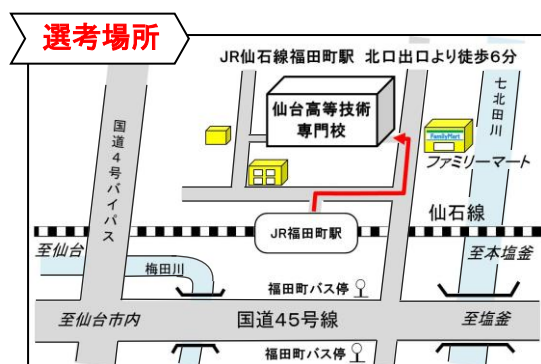 選考場所
JR仙石線福田町駅 北口出口より徒歩6分
仙台高等技術
専門校
七北田川
国道4号バイパス
FamilyMart
ファミリーマート
仙石線
JR福田町駅
至仙台
至本塩釜
梅田川
福田町バス停
至仙台市内
国道45号線
至塩釜
福田町バス停